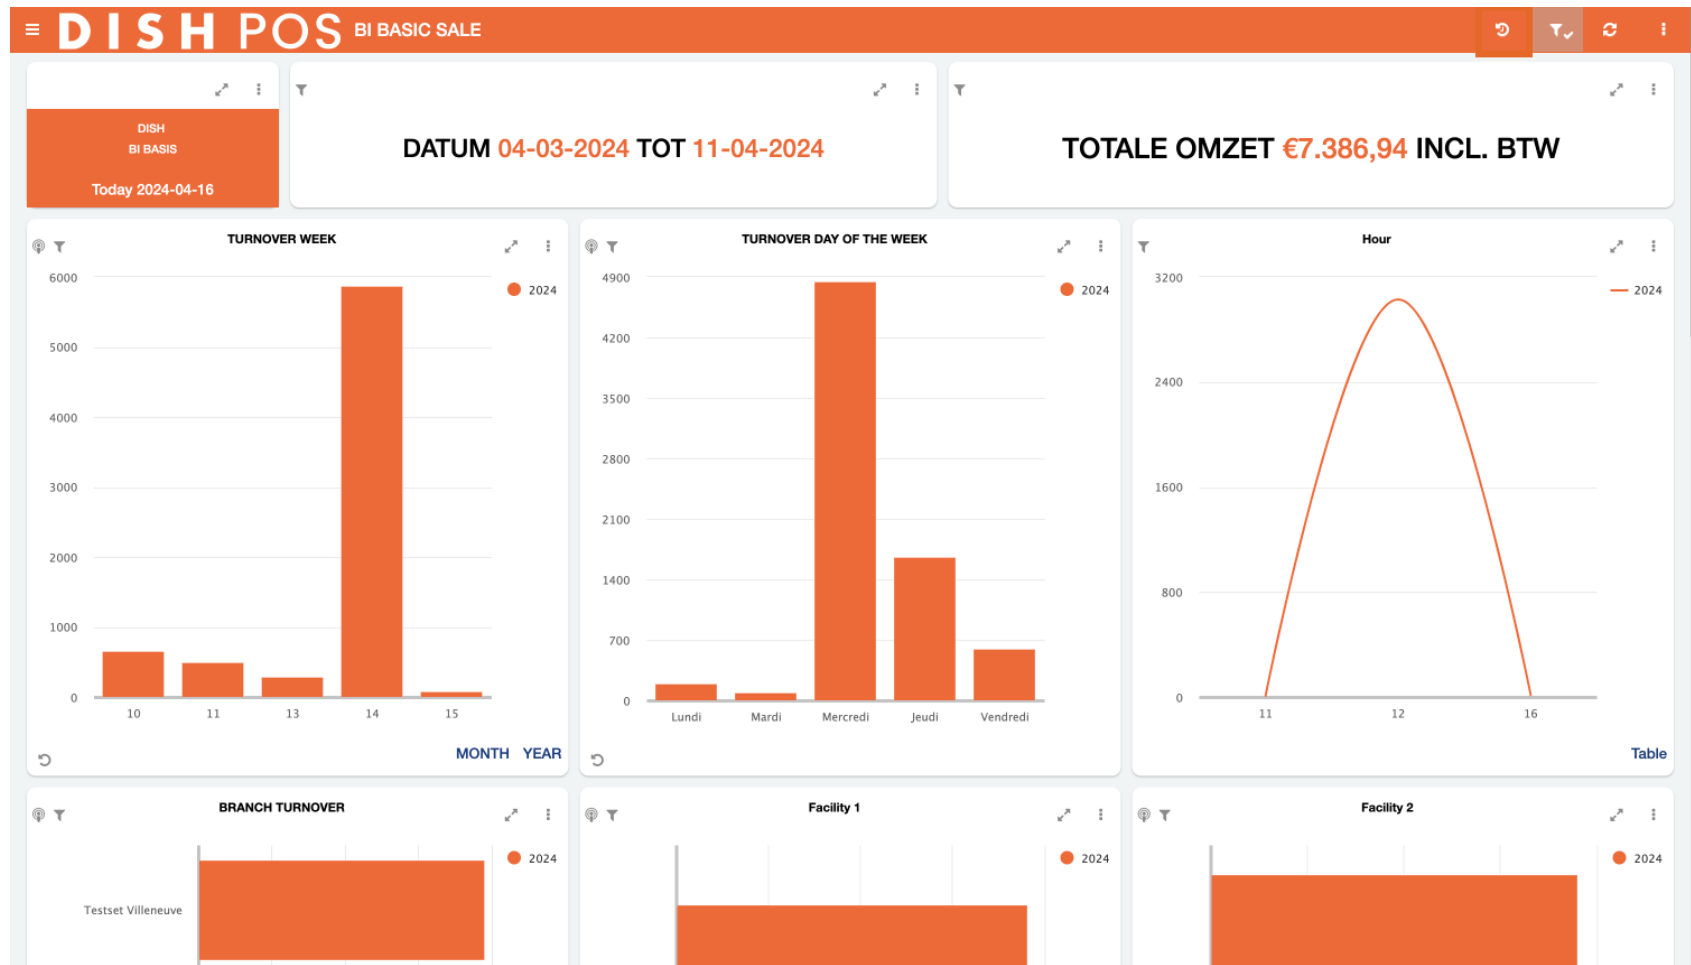 DISH POS BI BASIC SALE
DISH
BI BASIS
Today 2024-04-16
DATUM 04-03-2024 TOT 11-04-2024
TOTALE OMZET €7.386,94 INCL. BTW
TURNOVER WEEK
2024
6000
5000
4000
3000
2000
1000
0
10 11 13 14 15
MONTH YEAR
TURNOVER DAY OF THE WEEK
2024
4900
4200
3500
2800
2100
1400
700
0
Lundi Mardi Mercredi Jeudi Vendredi
Hour
2024
3200
2400
1600
800
0
11 12 16
Table
BRANCH TURNOVER
2024
Testset Villeneuve
Facility 1
2024
Facility 2
2024